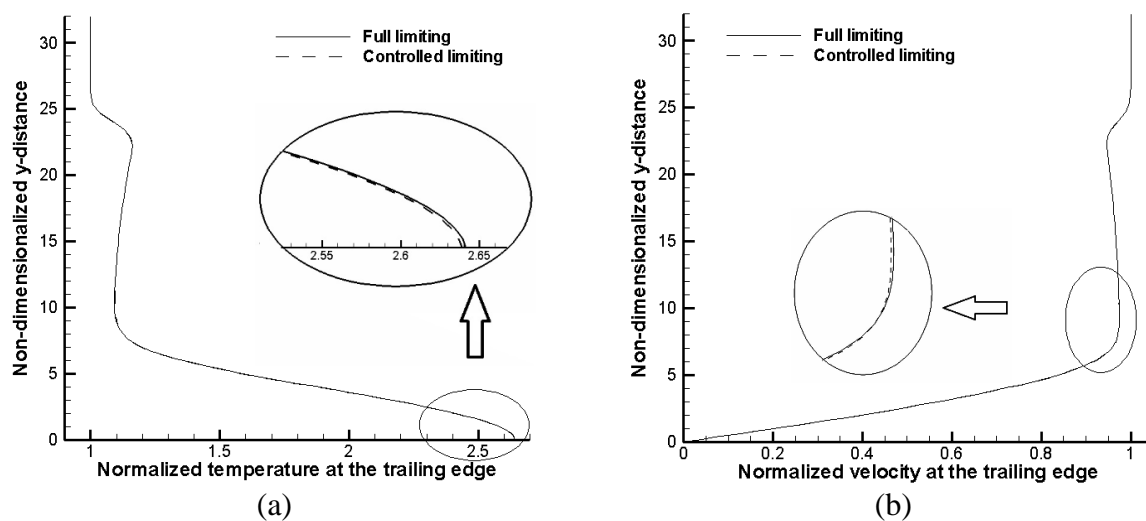 Full limiting
Controlled limiting
Non-dimensionalized y-distance
30
25
20
15
10
5
0
2.55
2.6
2.65
1
1.5
2
2.5
Normalized temperature at the trailing edge
(a)
Full limiting
Controlled limiting
Non-dimensionalized y-distance
30
25
20
15
10
5
0
0
0.2
0.4
0.6
0.8
1
Normalized velocity at the trailing edge
(b)